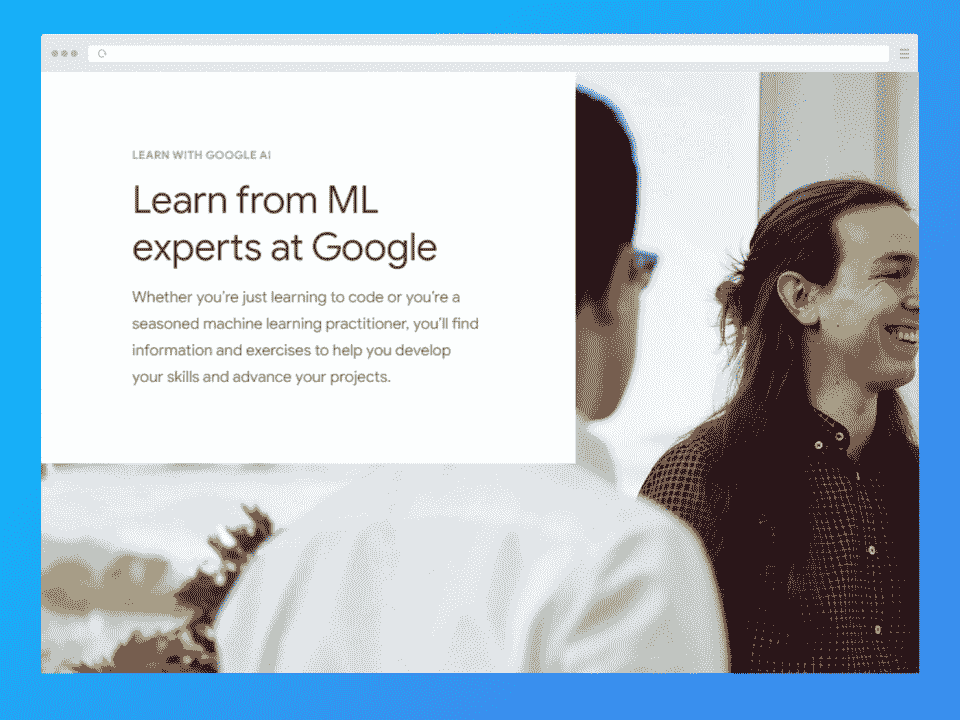 LEARN WITH GOOGLE AI
Learn from ML
experts at Google
Whether you’re just learning to code or you’re a
seasoned machine learning practitioner, you’ll find
information and exercises to help you develop
your skills and advance your projects.